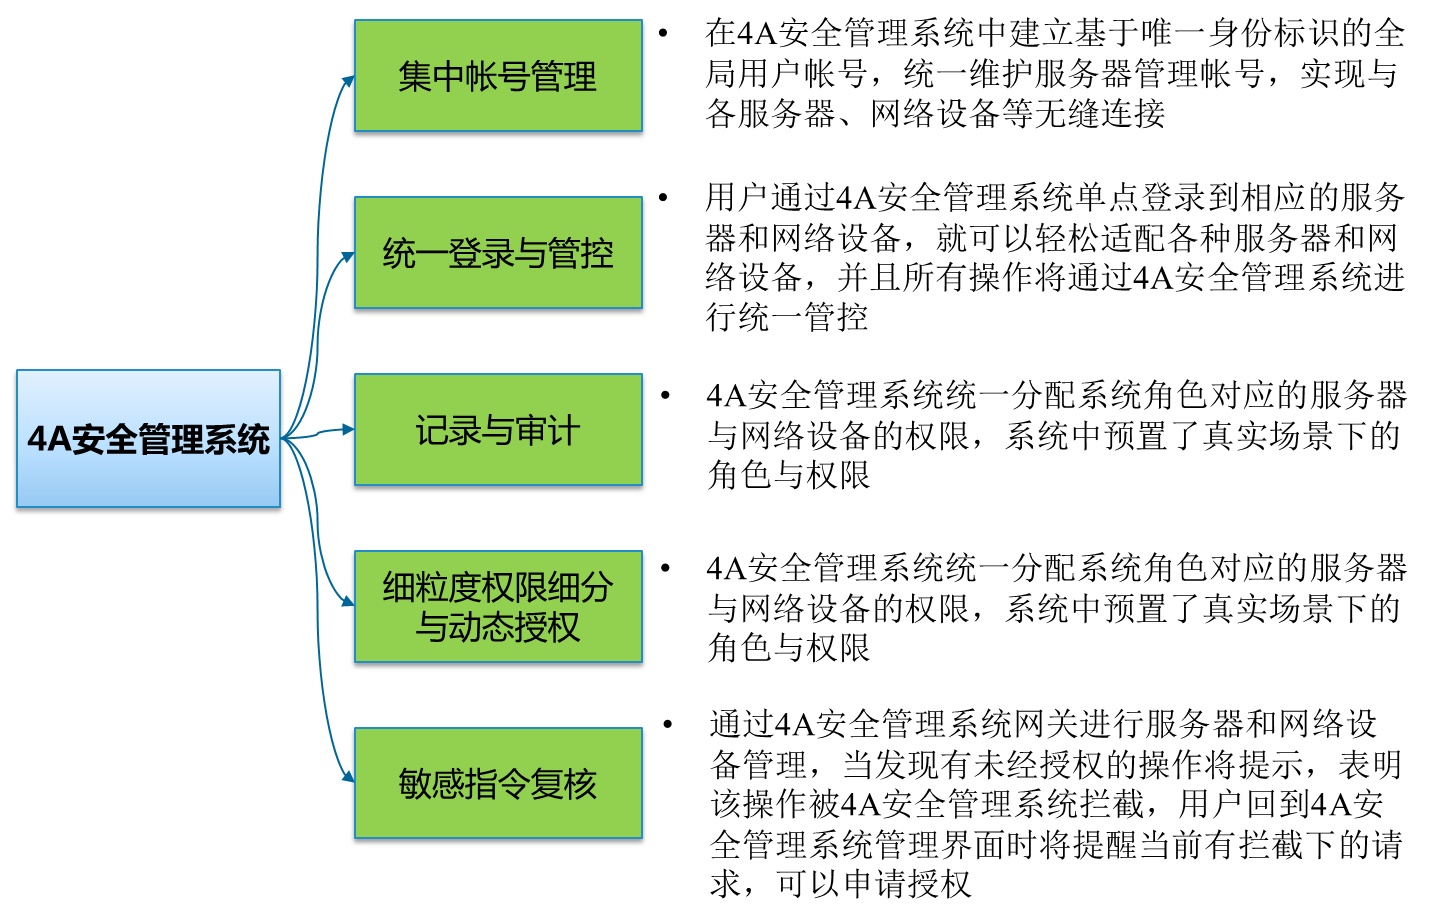 4A安全管理系统
集中帐号管理
• 在4A安全管理系统中建立基于唯一身份标识的全
局用户帐号，统一维护服务器管理帐号，实现与
各服务器、网络设备等无缝连接
统一登录与管控
• 用户通过4A安全管理系统单点登录到相应的服务
器和网络设备，就可以轻松适配各种服务器和网
络设备，并且所有操作将通过4A安全管理系统进
行统一管控
记录与审计
• 4A安全管理系统统一分配系统角色对应的服务器
与网络设备的权限，系统中预置了真实场景下的
角色与权限
细粒度权限细分
与动态授权
• 4A安全管理系统统一分配系统角色对应的服务器
与网络设备的权限，系统中预置了真实场景下的
角色与权限
敏感指令复核
• 通过4A安全管理系统网关进行服务器和网络设
备管理，当发现有未经授权的操作将提示，表明
该操作被4A安全管理系统拦截，用户回到4A安
全管理系统管理界面时将提醒当前有拦截下的请
求，可以申请授权